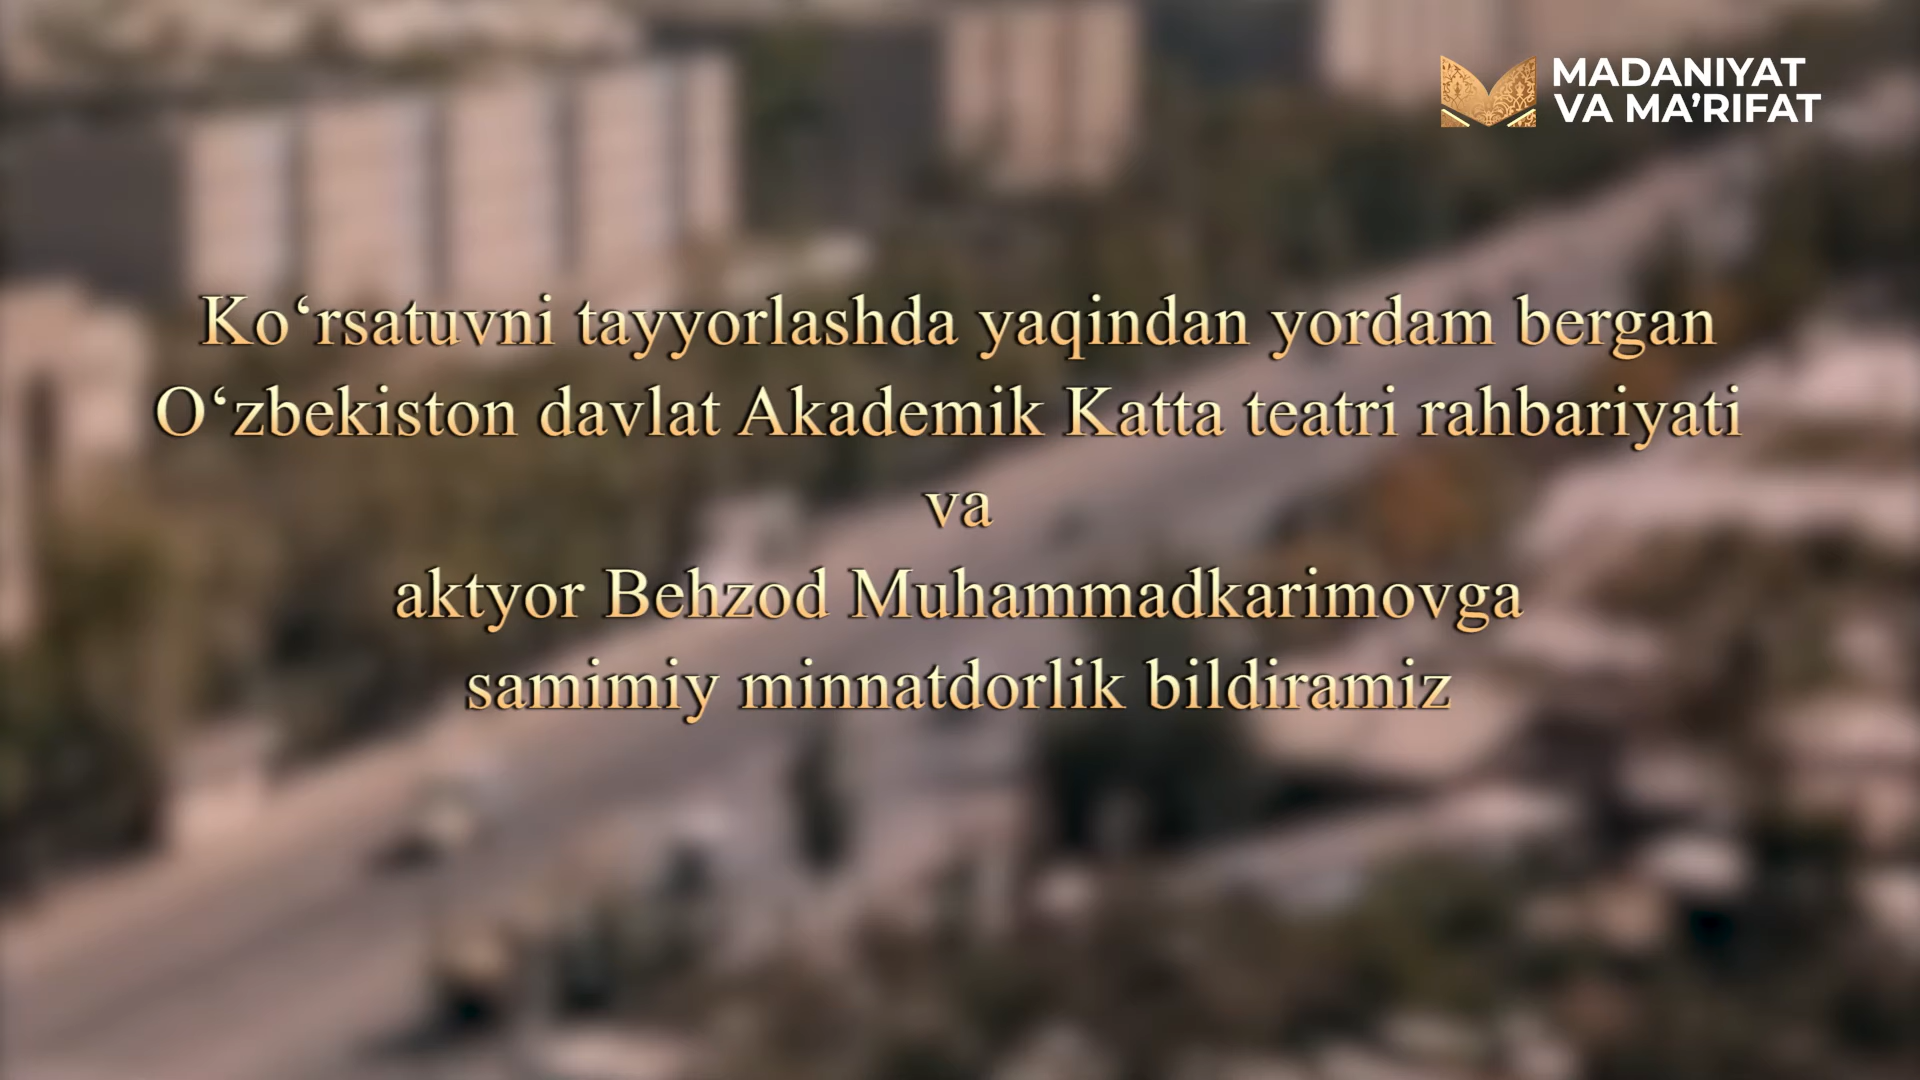 MADANIYAT
VA MA’RIFAT
Ko‘rsatuvni tayyorlashda yaqindan yordam bergan
O‘zbekiston davlat Akademik Katta teatri rahbariyati
va
aktyor Behzod Muhammadkarimovga
samimiy minnatdorlik bildiramiz